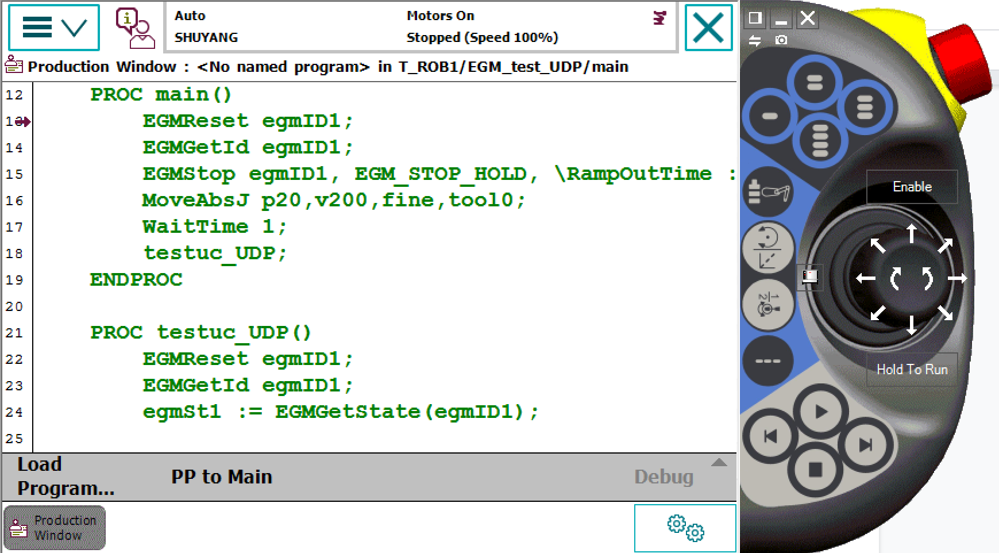 Auto
Motors On
SHUYANG
Stopped (Speed 100%)
Production Window : <No named program> in T_ROB1/EGM_test_UDP/main
12 PROC main()
13 EGMReset egmID1;
14 EGMGetId egmID1;
15 EGMStop egmID1, EGM_STOP_HOLD, \RampOutTime :
16 MoveAbsJ p20,v200,fine,tool0;
17 WaitTime 1;
18 testuc_UDP;
19 ENDPROC
20
21 PROC testuc_UDP()
22 EGMReset egmID1;
23 EGMGetId egmID1;
24 egmSt1 := EGMGetState(egmID1);
25
Load
Program...
PP to Main
Debug
Production
Window
Enable
Hold To Run
1
2